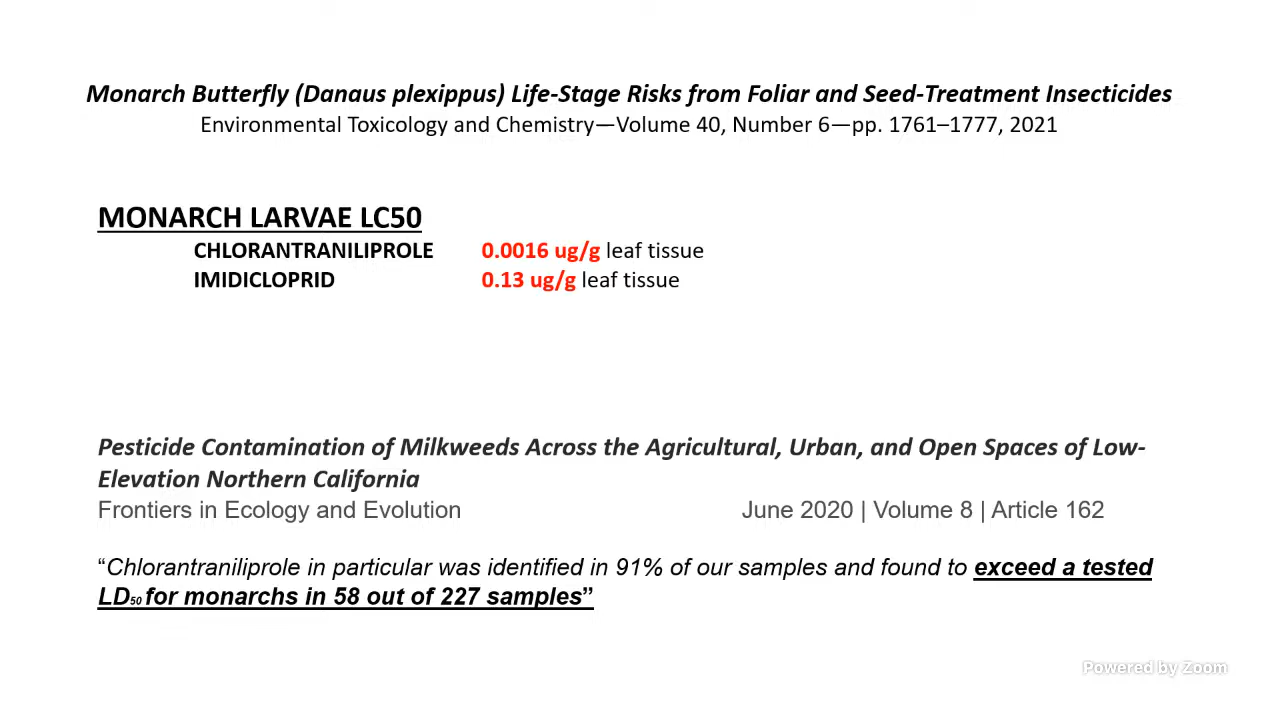 Monarch Butterfly (Danaus plexippus) Life-Stage Risks from Foliar and Seed-Treatment Insecticides
Environmental Toxicology and Chemistry—Volume 40, Number 6—pp. 1761–1777, 2021
MONARCH LARVAE LC50
CHLORANTRANILIPROLE 0.0016 ug/g leaf tissue
IMIDICLOPRID 0.13 ug/g leaf tissue
Pesticide Contamination of Milkweeds Across the Agricultural, Urban, and Open Spaces of Low-
Elevation Northern California
Frontiers in Ecology and Evolution June 2020 | Volume 8 | Article 162
“Chlorantraniliprole in particular was identified in 91% of our samples and found to exceed a tested
LD50 for monarchs in 58 out of 227 samples”
Powered by Zoom